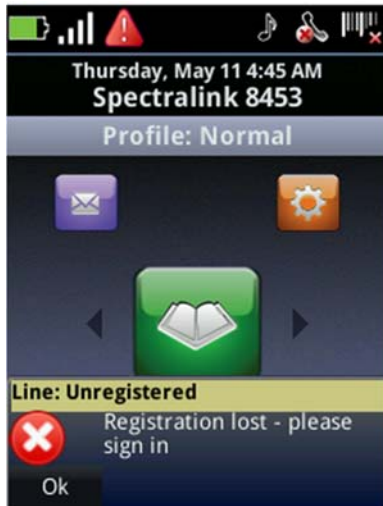 Thursday, May 11 4:45 AM
Spectralink 8453
Profile: Normal
Line: Unregistered
Registration lost - please
sign in
Ok